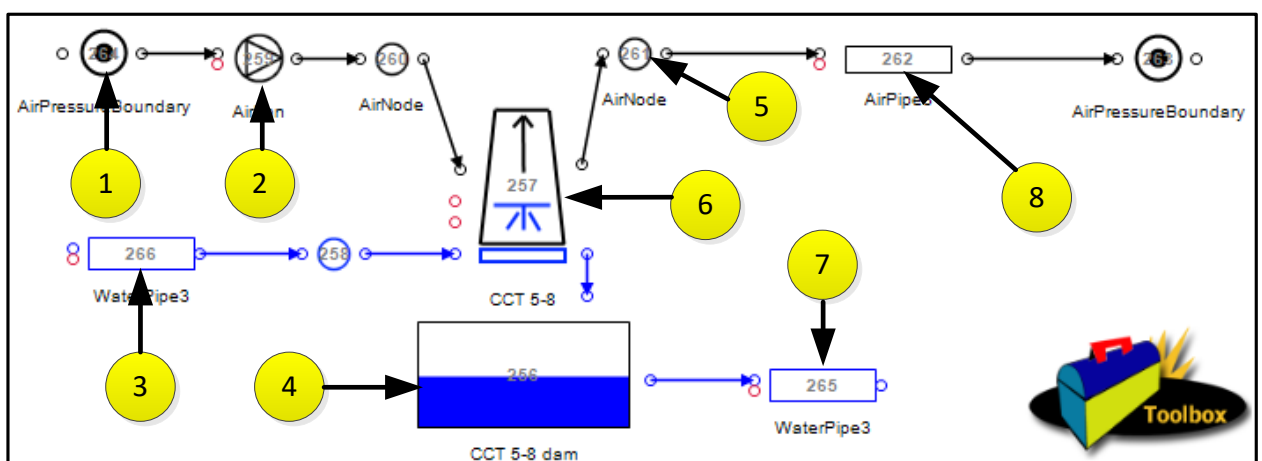 264
259
260
261
262
263
AirPressureBoundary
AirFan
AirNode
AirNode
AirPipe3
AirPressureBoundary
1
2
5
257
6
8
266
258
WaterPipe3
CCT 5-8
7
3
4
256
265
WaterPipe3
CCT 5-8 dam
Toolbox